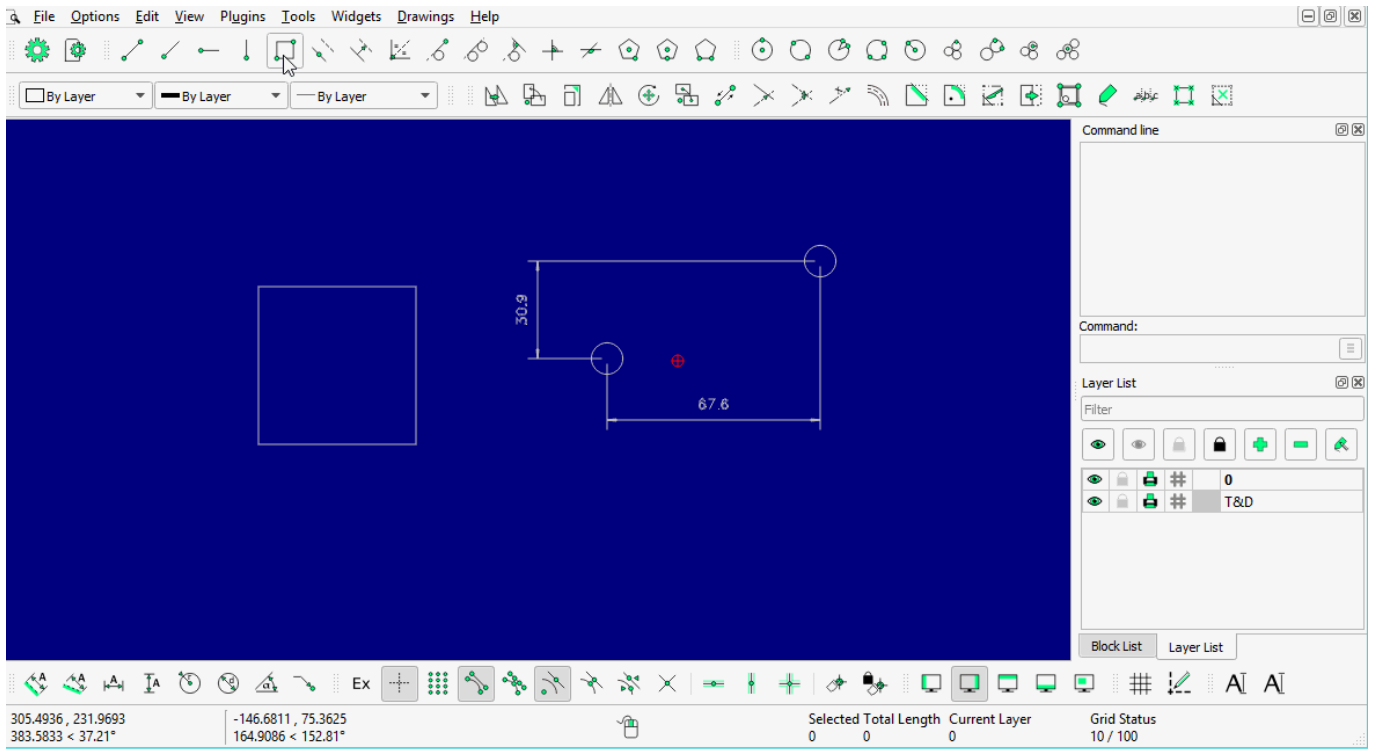 File Options Edit View Plugins Tools Widgets Drawings Help
By Layer By Layer By Layer
Command line
30.9
67.6
Command:
Layer List
Filter
0
T&D
Block List Layer List
A A A A α Ex A A
305.4936 , 231.9693 -146.6811 , 75.3625 Selected Total Length Current Layer Grid Status
383.5833 < 37.21° 164.9086 < 152.81° 0 0 0 10 / 100